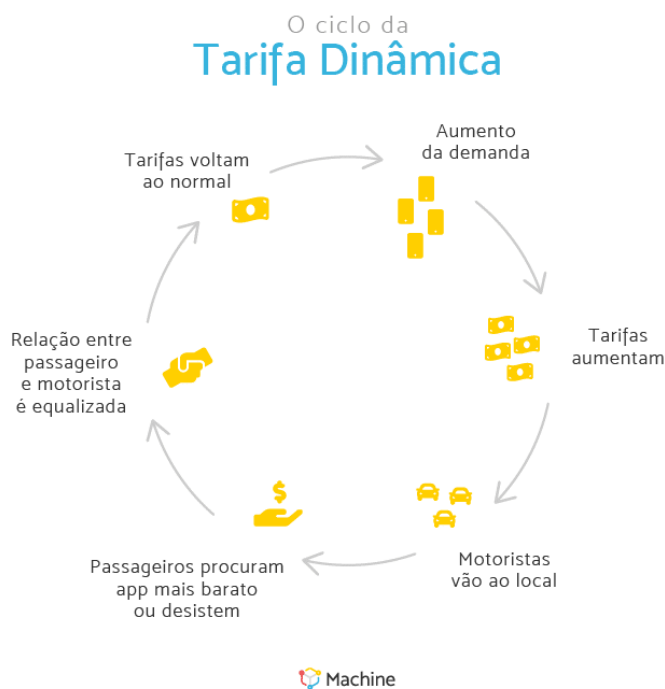 O ciclo da
Tarifa Dinâmica
Aumento
da demanda
Tarifas
aumentam
Motoristas
vão ao local
Passageiros procuram
app mais barato
ou desistem
Relação entre
passageiro
e motorista
é equalizada
Tarifas voltam
ao normal
$
Machine